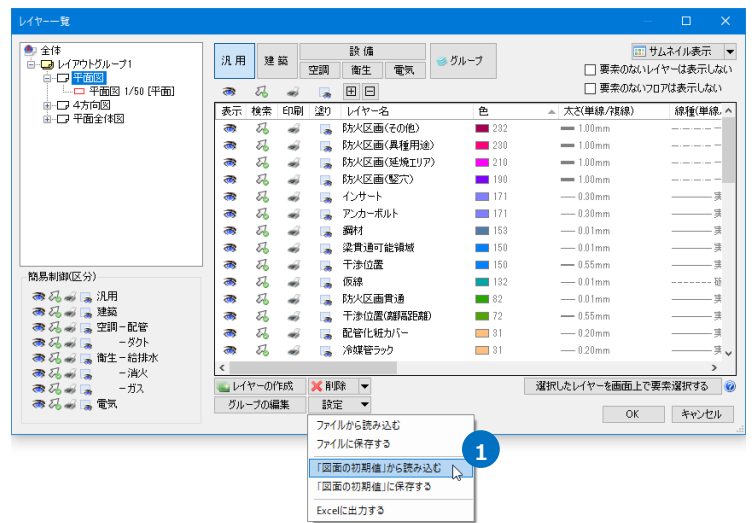 レイヤー一覧
全体
レイアウトグループ1
平面図
平面図 1/50 [平面]
4方向図
平面全体図
汎用
建築
設備
空調
衛生
電気
グループ
サムネイル表示
要素のないレイヤーは表示しない
要素のないフロアは表示しない
表示 検索 印刷 塗り レイヤー名 色 太さ(単線/複線) 線種(単線.
防火区画(その他) 232 1.00mm
防火区画(異種用途) 230 1.00mm
防火区画(延焼エリア) 210 1.00mm
防火区画(竪穴) 190 1.00mm
インサート 171 0.30mm 実
アンカーボルト 171 0.30mm 実
鋼材 153 0.01mm 実
梁貫通可能領域 150 0.01mm 実
干渉位置 150 0.55mm 実
仮線 132 0.01mm 破
防火区画貫通 82 0.01mm 実
干渉位置(離隔距離) 72 0.55mm 実
配管化粧カバー 31 0.20mm 実
冷媒管ラック 31 0.20mm 実
簡易制御(区分)
汎用
建築
空調-配管
-ダクト
衛生-給排水
-消火
-ガス
電気
レイヤーの作成 削除 選択したレイヤーを画面上で要素選択する
グループの編集 設定
OK キャンセル
ファイルから読み込む
ファイルに保存する
「図面の初期値」から読み込む
「図面の初期値」に保存する
Excelに出力する
1